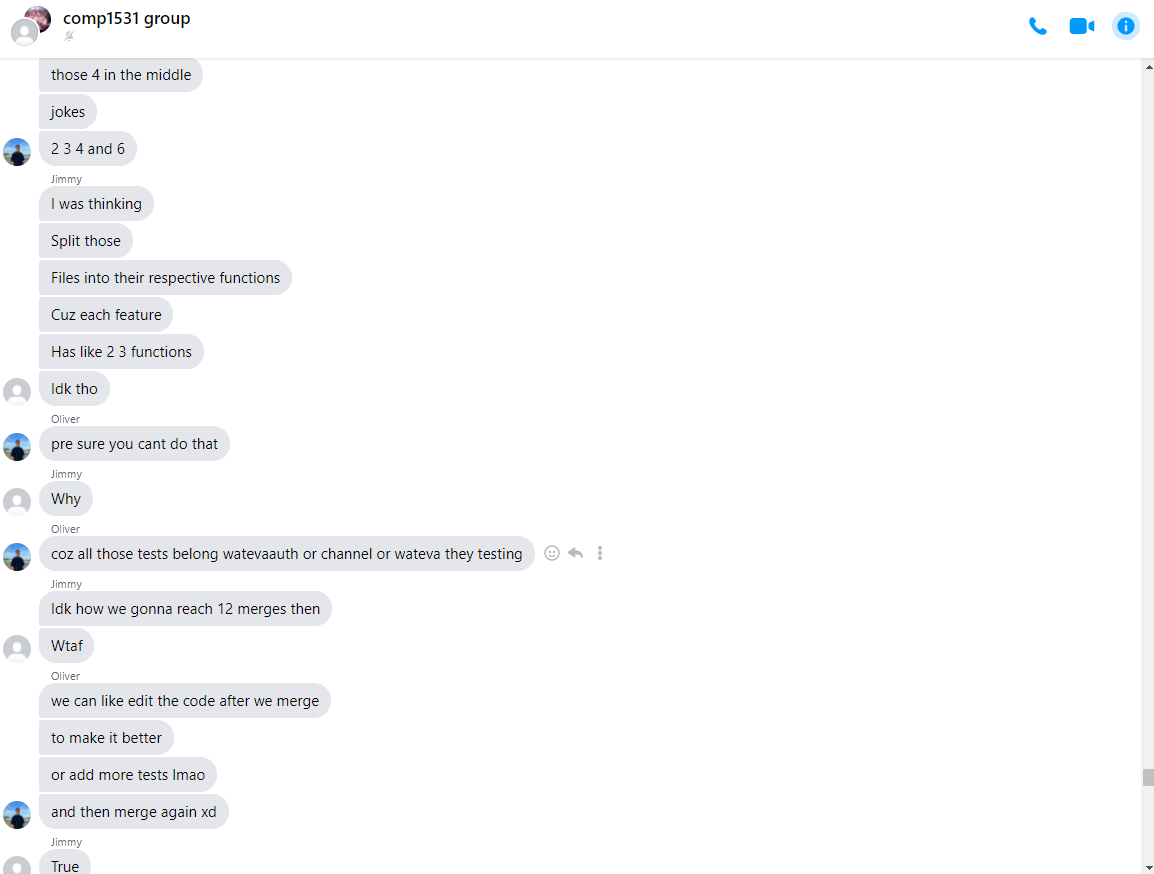 comp1531 group
those 4 in the middle
jokes
2 3 4 and 6
Jimmy
I was thinking
Split those
Files into their respective functions
Cuz each feature
Has like 2 3 functions
Idk tho
Oliver
pre sure you cant do that
Jimmy
Why
Oliver
coz all those tests belong watevaauth or channel or wateva they testing
Jimmy
Idk how we gonna reach 12 merges then
Wtaf
Oliver
we can like edit the code after we merge
to make it better
or add more tests lmao
and then merge again xd
Jimmy
True